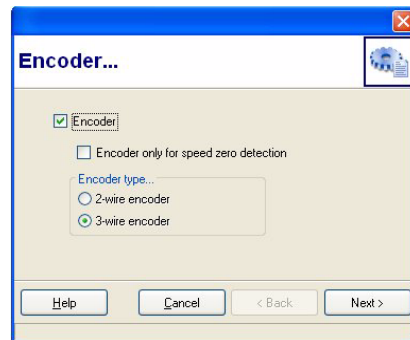 Encoder...
Encoder
Encoder only for speed zero detection
Encoder type...
2-wire encoder
3-wire encoder
Help
Cancel
< Back
Next >